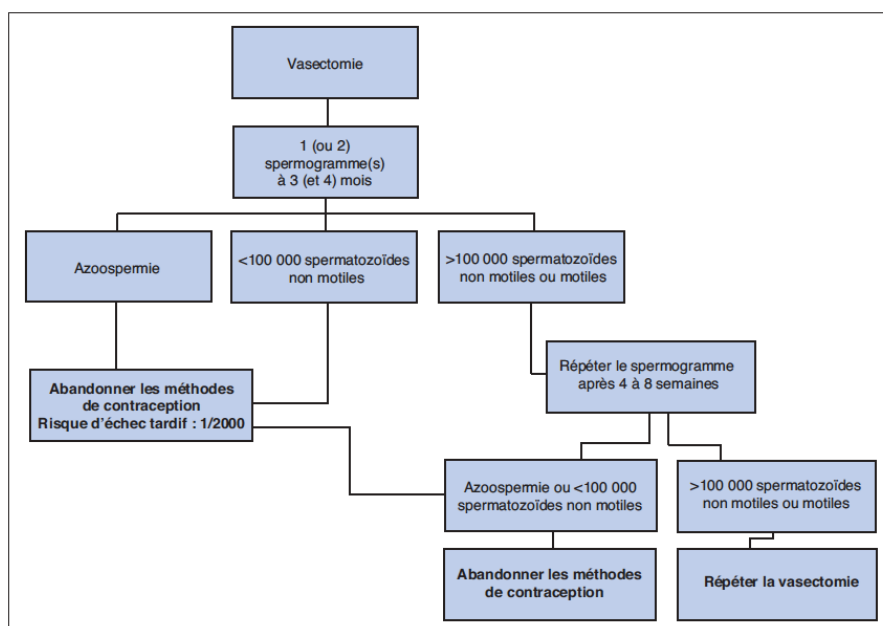 Vasectomie
1 (ou 2)
spermogramme(s)
à 3 (et 4) mois
Azoospermie
<100 000 spermatozoïdes
non motiles
>100 000 spermatozoïdes
non motiles ou motiles
Répéter le spermogramme
après 4 à 8 semaines
Abandonner les méthodes
de contraception
Risque d'échec tardif : 1/2000
Azoospermie ou <100 000
spermatozoïdes non motiles
>100 000 spermatozoïdes
non motiles ou motiles
Abandonner les méthodes
de contraception
Répéter la vasectomie